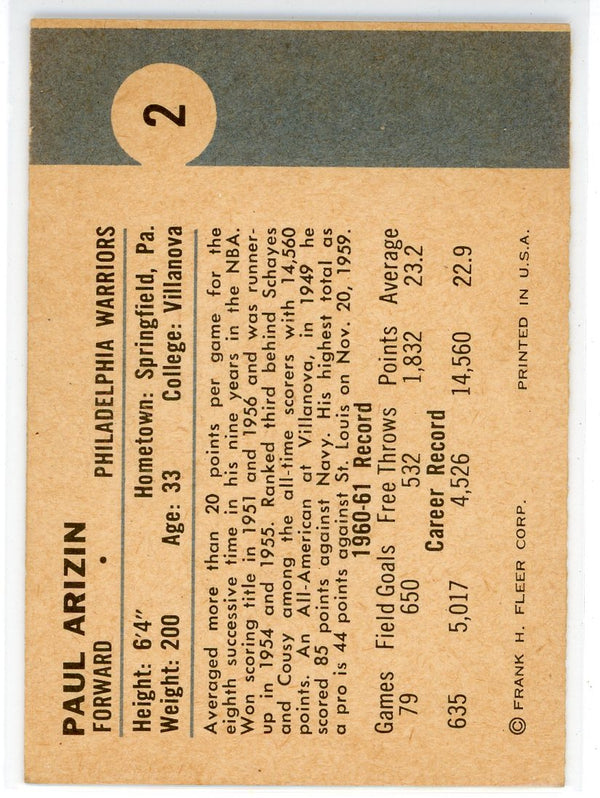 2
PAUL ARIZIN
FORWARD • PHILADELPHIA WARRIORS
Height: 6'4" Hometown: Springfield, Pa.
Weight: 200 Age: 33 College: Villanova
Averaged more than 20 points per game for the
eighth successive time in his nine years in the NBA.
Won scoring title in 1951 and 1956 and was runner-
up in 1954 and 1955. Ranked third behind Schayes
and Cousy among the all-time scorers with 14,560
points. An All-American at Villanova, in 1949 he
scored 85 points against Navy. His highest total as
a pro is 44 points against St. Louis on Nov. 20, 1959.
1960-61 Record
Games Field Goals Free Throws Points Average
79 650 532 1,832 23.2
Career Record
635 5,017 4,526 14,560 22.9
© FRANK H. FLEER CORP. PRINTED IN U.S.A.